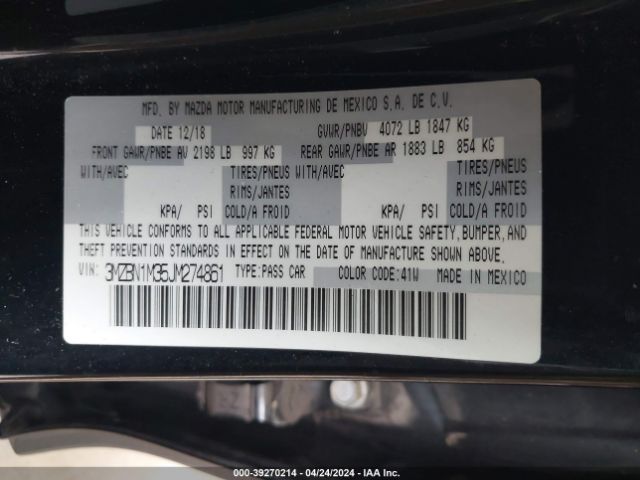 MFD. BY MAZDA MOTOR MANUFACTURING DE MEXICO S.A. DE C.V.
DATE 12/18 GVWR/PNBV 4072 LB 1847 KG
FRONT GAWR/PNBE AV 2198 LB 997 KG REAR GAWR/PNBE AR 1883 LB 854 KG
WITH/AVEC TIRES/PNEUS WITH/AVEC TIRES/PNEUS
RIMS/JANTES RIMS/JANTES
KPA/ PSI COLD/A FROID KPA/ PSI COLD/A FROID
THIS VEHICLE CONFORMS TO ALL APPLICABLE FEDERAL MOTOR VEHICLE SAFETY, BUMPER, AND
THEFT PREVENTION STANDARDS IN EFFECT ON THE DATE OF MANUFACTURE SHOWN ABOVE.
VIN: 3MZBN1M35JM274861 TYPE:PASS CAR COLOR CODE:41W MADE IN MEXICO
000-39270214 - 04/24/2024 - IAA Inc.